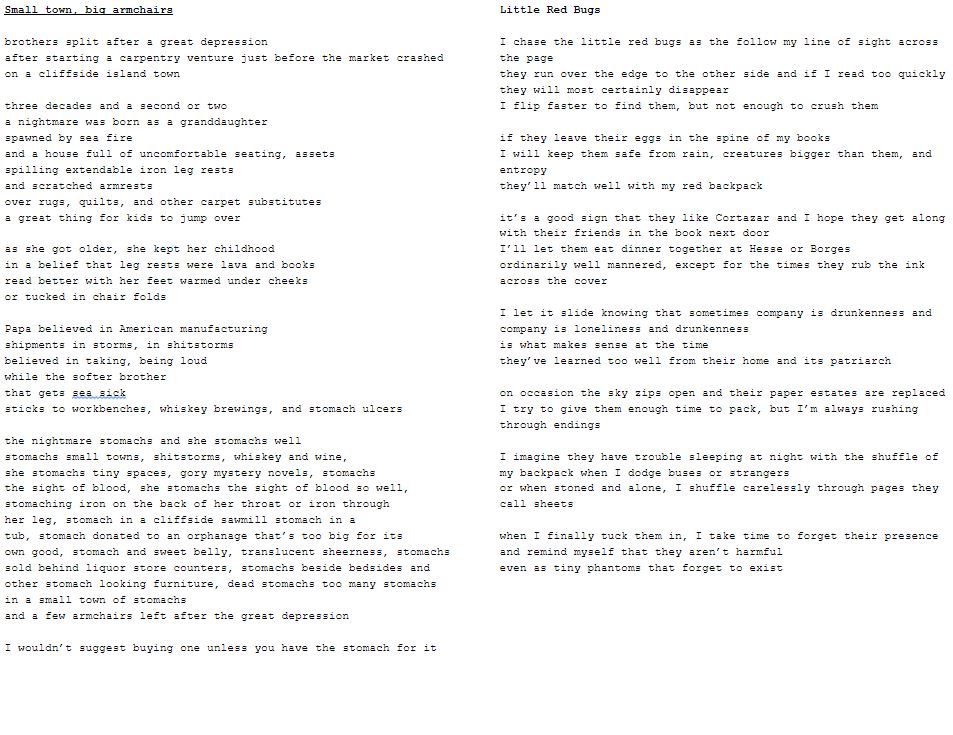 Small town, big armchairs

brothers split after a great depression
after starting a carpentry venture just before the market crashed
on a cliffside island town

three decades and a second or two
a nightmare was born as a granddaughter
spawned by sea fire
and a house full of uncomfortable seating, assets
spilling extendable iron leg rests
and scratched armrests
over rugs, quilts, and other carpet substitutes
a great thing for kids to jump over

as she got older, she kept her childhood
in a belief that leg rests were lava and books
read better with her feet warmed under cheeks
or tucked in chair folds

Papa believed in American manufacturing
shipments in storms, in shitstorms
believed in taking, being loud
while the softer brother
that gets sea sick
sticks to workbenches, whiskey brewings, and stomach ulcers

the nightmare stomachs and she stomachs well
stomachs small towns, shitstorms, whiskey and wine,
she stomachs tiny spaces, gory mystery novels, stomachs
the sight of blood, she stomachs the sight of blood so well,
stomaching iron on the back of her throat or iron through
her leg, stomach in a cliffside sawmill stomach in a
tub, stomach donated to an orphanage that's too big for its
own good, stomach and sweet belly, translucent sheerness, stomachs
sold behind liquor store counters, stomachs beside bedsides and
other stomach looking furniture, dead stomachs too many stomachs
in a small town of stomachs
and a few armchairs left after the great depression

I wouldn't suggest buying one unless you have the stomach for it

Little Red Bugs

I chase the little red bugs as the follow my line of sight across
the page
they run over the edge to the other side and if I read too quickly
they will most certainly disappear
I flip faster to find them, but not enough to crush them

if they leave their eggs in the spine of my books
I will keep them safe from rain, creatures bigger than them, and
entropy
they'll match well with my red backpack

it's a good sign that they like Cortazar and I hope they get along
with their friends in the book next door
I'll let them eat dinner together at Hesse or Borges
ordinarily well mannered, except for the times they rub the ink
across the cover

I let it slide knowing that sometimes company is drunkenness and
company is loneliness and drunkenness
is what makes sense at the time
they've learned too well from their home and its patriarch

on occasion the sky zips open and their paper estates are replaced
I try to give them enough time to pack, but I'm always rushing
through endings

I imagine they have trouble sleeping at night with the shuffle of
my backpack when I dodge buses or strangers
or when stoned and alone, I shuffle carelessly through pages they
call sheets

when I finally tuck them in, I take time to forget their presence
and remind myself that they aren't harmful
even as tiny phantoms that forget to exist